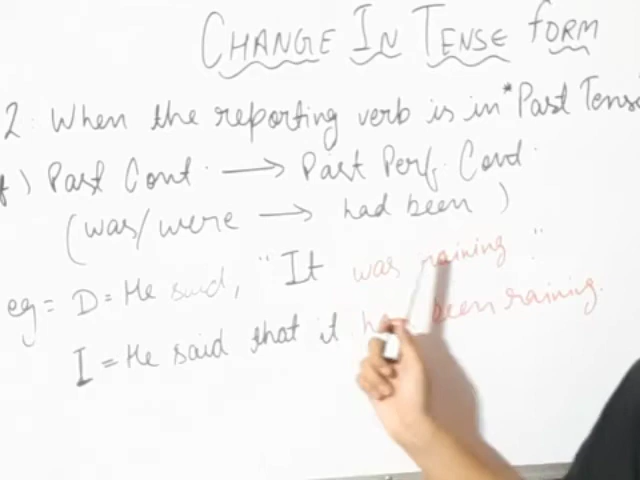 CHANGE IN TENSE FORM
2. When the reporting verb is in "Past Tense
f) Past Cont. → Past Perf. Cont.
(was/were → had been)
eg = D = He said, "It was raining."
I = He said that it had been raining.